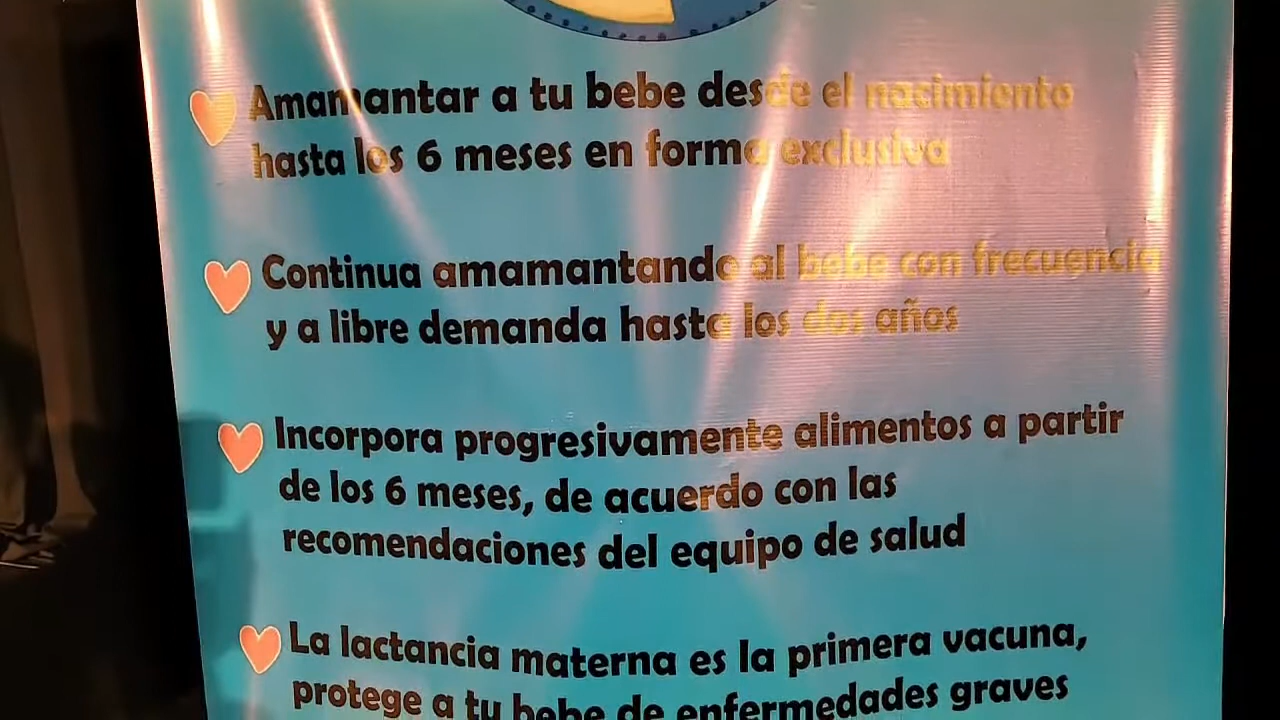 Amamantar a tu bebe desde el nacimiento
hasta los 6 meses en forma exclusiva
Continua amamantando al bebe con frecuencia
y a libre demanda hasta los dos años
Incorpora progresivamente alimentos a partir
de los 6 meses, de acuerdo con las
recomendaciones del equipo de salud
La lactancia materna es la primera vacuna,
protege a tu bebe de enfermedades graves